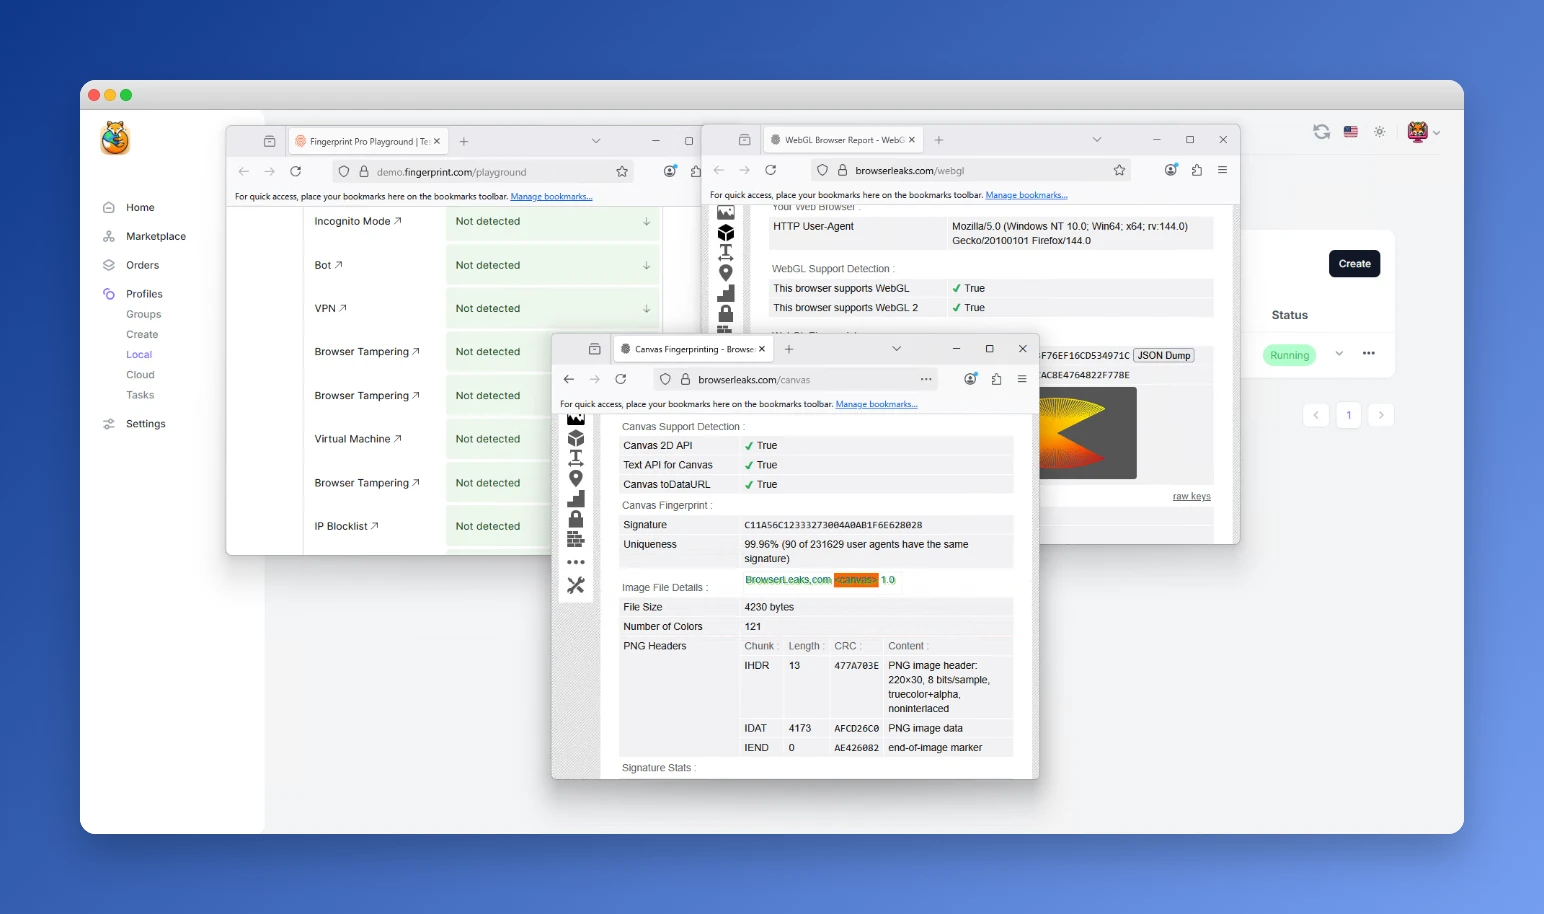 Home
Marketplace
Orders
Profiles
Groups
Create
Local
Cloud
Tasks
Settings
Fingerprint Pro Playground | Tes
demo.fingerprint.com/playground
For quick access, place your bookmarks here on the bookmarks toolbar. Manage bookmarks...
Incognito Mode Not detected
Bot Not detected
VPN Not detected
Browser Tampering Not detected
Browser Tampering Not detected
Virtual Machine Not detected
Browser Tampering Not detected
IP Blocklist Not detected
WebGL Browser Report - WebG
browserleaks.com/webgl
For quick access, place your bookmarks here on the bookmarks toolbar. Manage bookmarks...
Your Web Browser :
HTTP User-Agent Mozilla/5.0 (Windows NT 10.0; Win64; x64; rv:144.0)
Gecko/20100101 Firefox/144.0
WebGL Support Detection :
This browser supports WebGL ✔ True
This browser supports WebGL 2 ✔ True
F76EF16CD534971C JSON Dump
AC8E4764822F778E
raw keys
Canvas Fingerprinting - Browse
browserleaks.com/canvas
For quick access, place your bookmarks here on the bookmarks toolbar. Manage bookmarks...
Canvas Support Detection :
Canvas 2D API ✔ True
Text API for Canvas ✔ True
Canvas toDataURL ✔ True
Canvas Fingerprint :
Signature C11A56C12333273004A0AB1F6E628028
Uniqueness 99.96% (90 of 231629 user agents have the same
signature)
Image File Details : BrowserLeaks,com <canvas> 1.0
File Size 4230 bytes
Number of Colors 121
PNG Headers Chunk : Length : CRC : Content :
IHDR 13 477A703E PNG image header:
220×30, 8 bits/sample,
truecolor+alpha,
noninterlaced
IDAT 4173 AFCD26C0 PNG image data
IEND 0 AE426082 end-of-image marker
Signature Stats :
Create
Status
Running
1